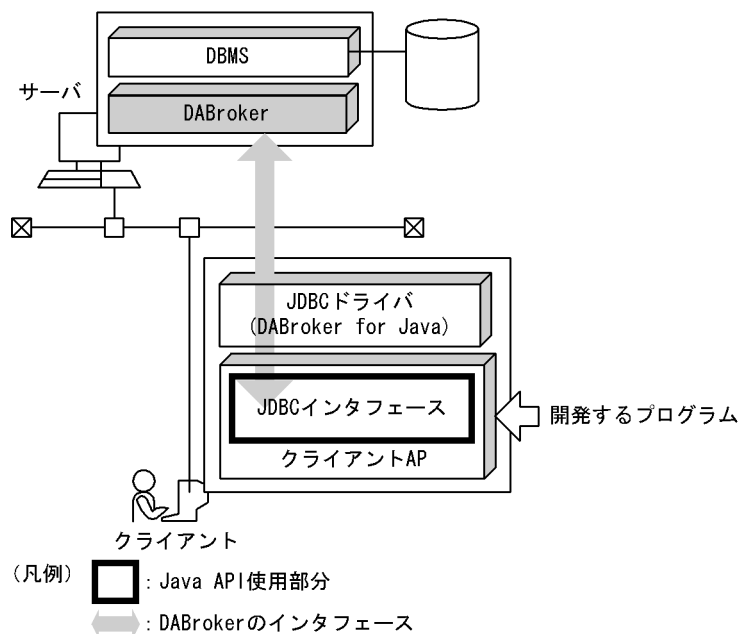 DBMS
サーバ
DABroker
JDBCドライバ
(DABroker for Java)
JDBCインタフェース
開発するプログラム
クライアントAP
クライアント
(凡例)
：Java API使用部分
：DABrokerのインタフェース